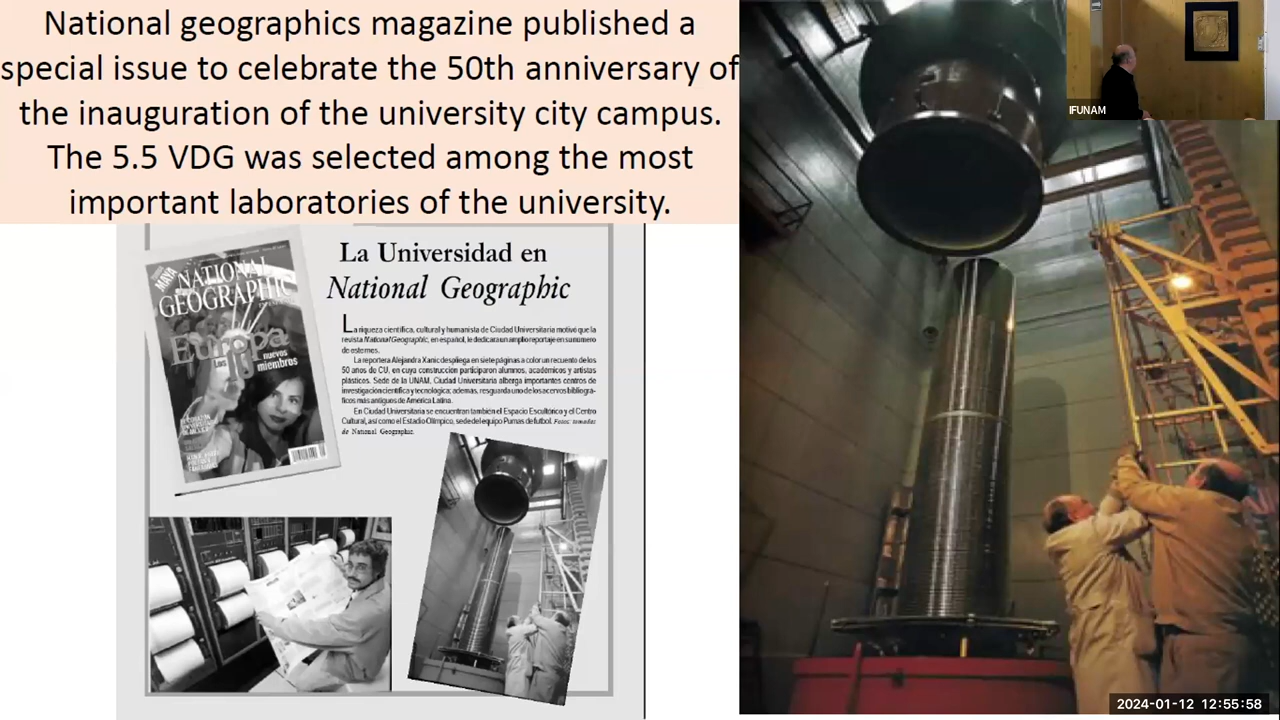 National geographics magazine published a
special issue to celebrate the 50th anniversary of
the inauguration of the university city campus.
The 5.5 VDG was selected among the most
important laboratories of the university.
IFUNAM
La Universidad en
National Geographic
MAYA
NATIONAL
GEOGRAPHIC
Europa
Los 10 nuevos
miembros
La riqueza científica, cultural y humanista de Ciudad Universitaria motivó que la
revista National Geographic, en español, le dedicara un amplio reportaje en su número
de este mes.
La reportera Alejandra Xanic despliega en siete páginas a color un recuento de los
50 años de CU, en cuya construcción participaron alumnos, académicos y artistas
plásticos. Sede de la UNAM, Ciudad Universitaria alberga importantes centros de
investigación científica y tecnológica; además, resguarda uno de los acervos bibliográ-
ficos más antiguos de América Latina.
En Ciudad Universitaria se encuentran también el Espacio Escultórico y el Centro
Cultural, así como el Estadio Olímpico, sede del equipo Pumas de futbol. Fotos: tomadas
de National Geographic.
2024-01-12 12:55:58